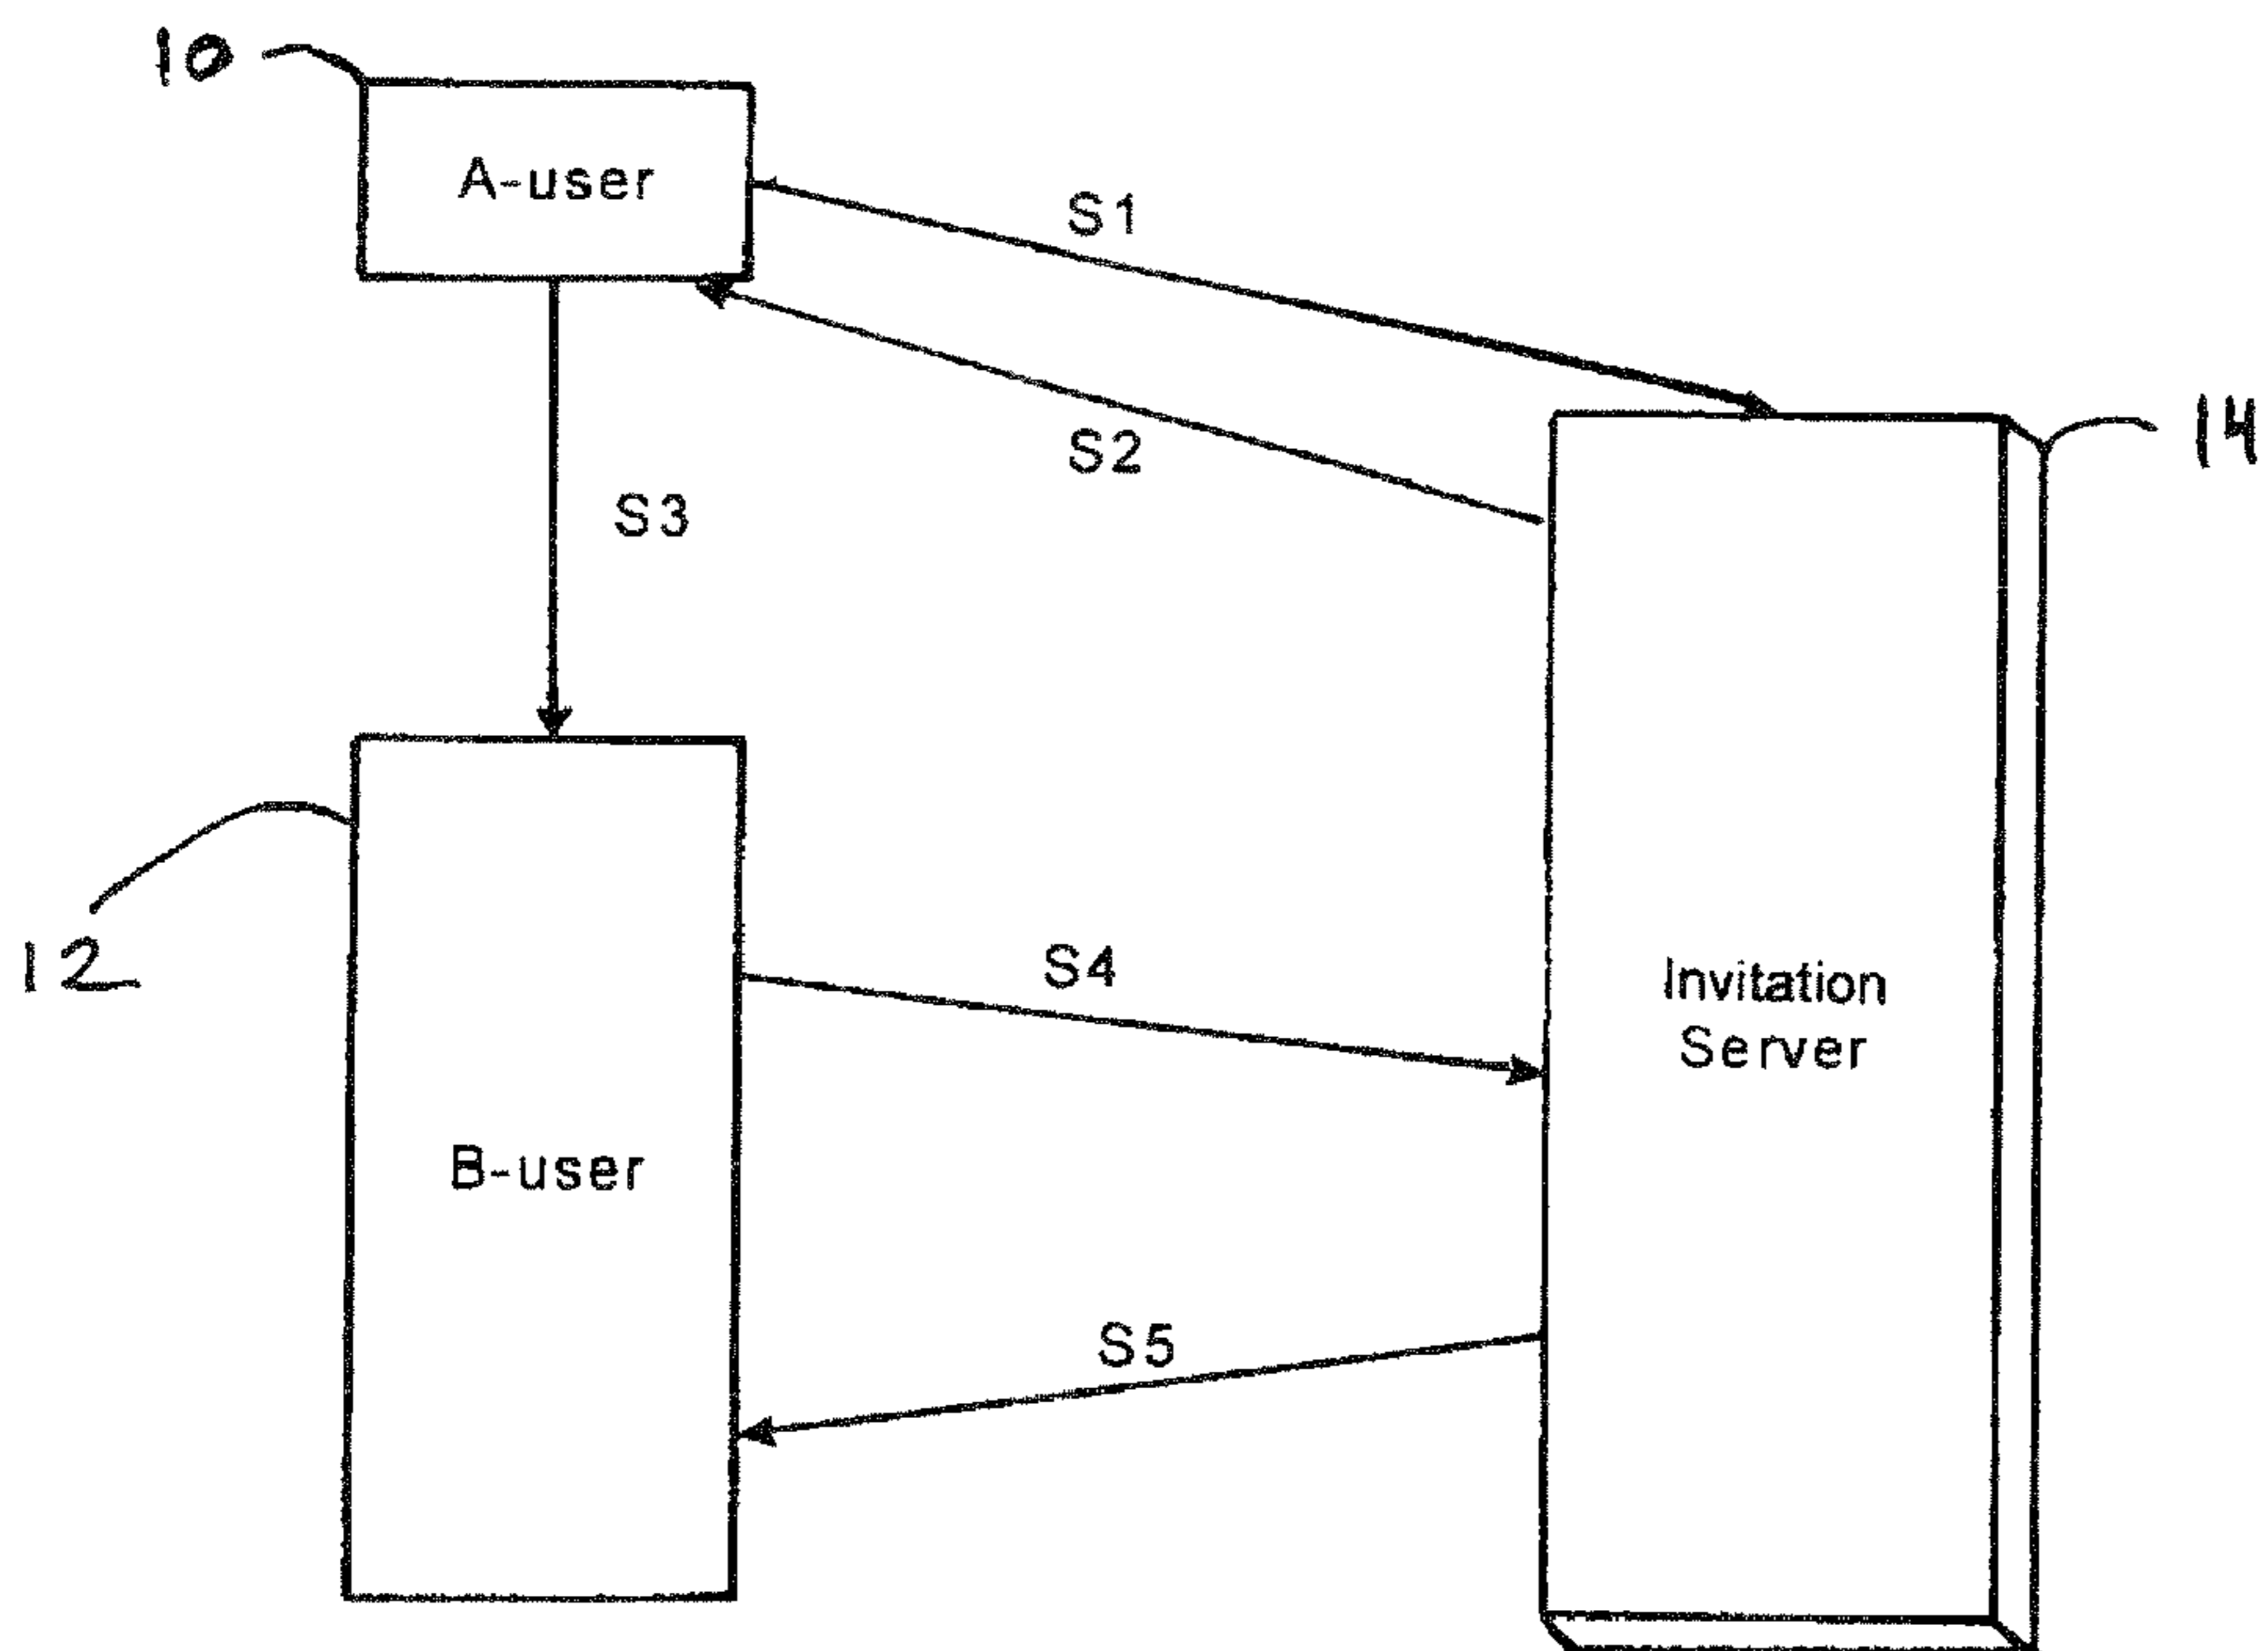 10
A-user
S1
14
S2
S3
12
S4
Invitation
Server
B-user
S5